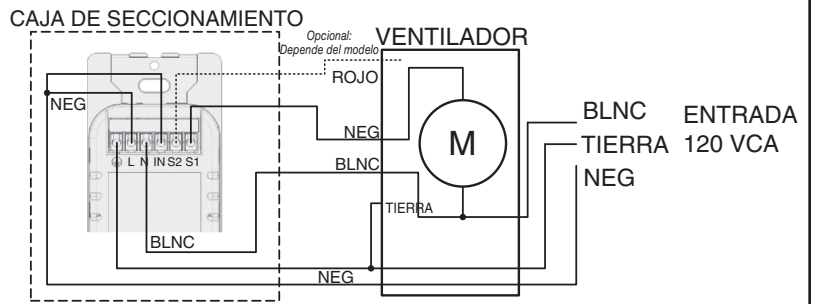 CAJA DE SECCIONAMIENTO
Opcional:
Depende del modelo
VENTILADOR
ROJO
NEG
NEG
M
BLNC
ENTRADA
TIERRA
120 VCA
NEG
L N IN S2 S1
BLNC
TIERRA
BLNC
NEG